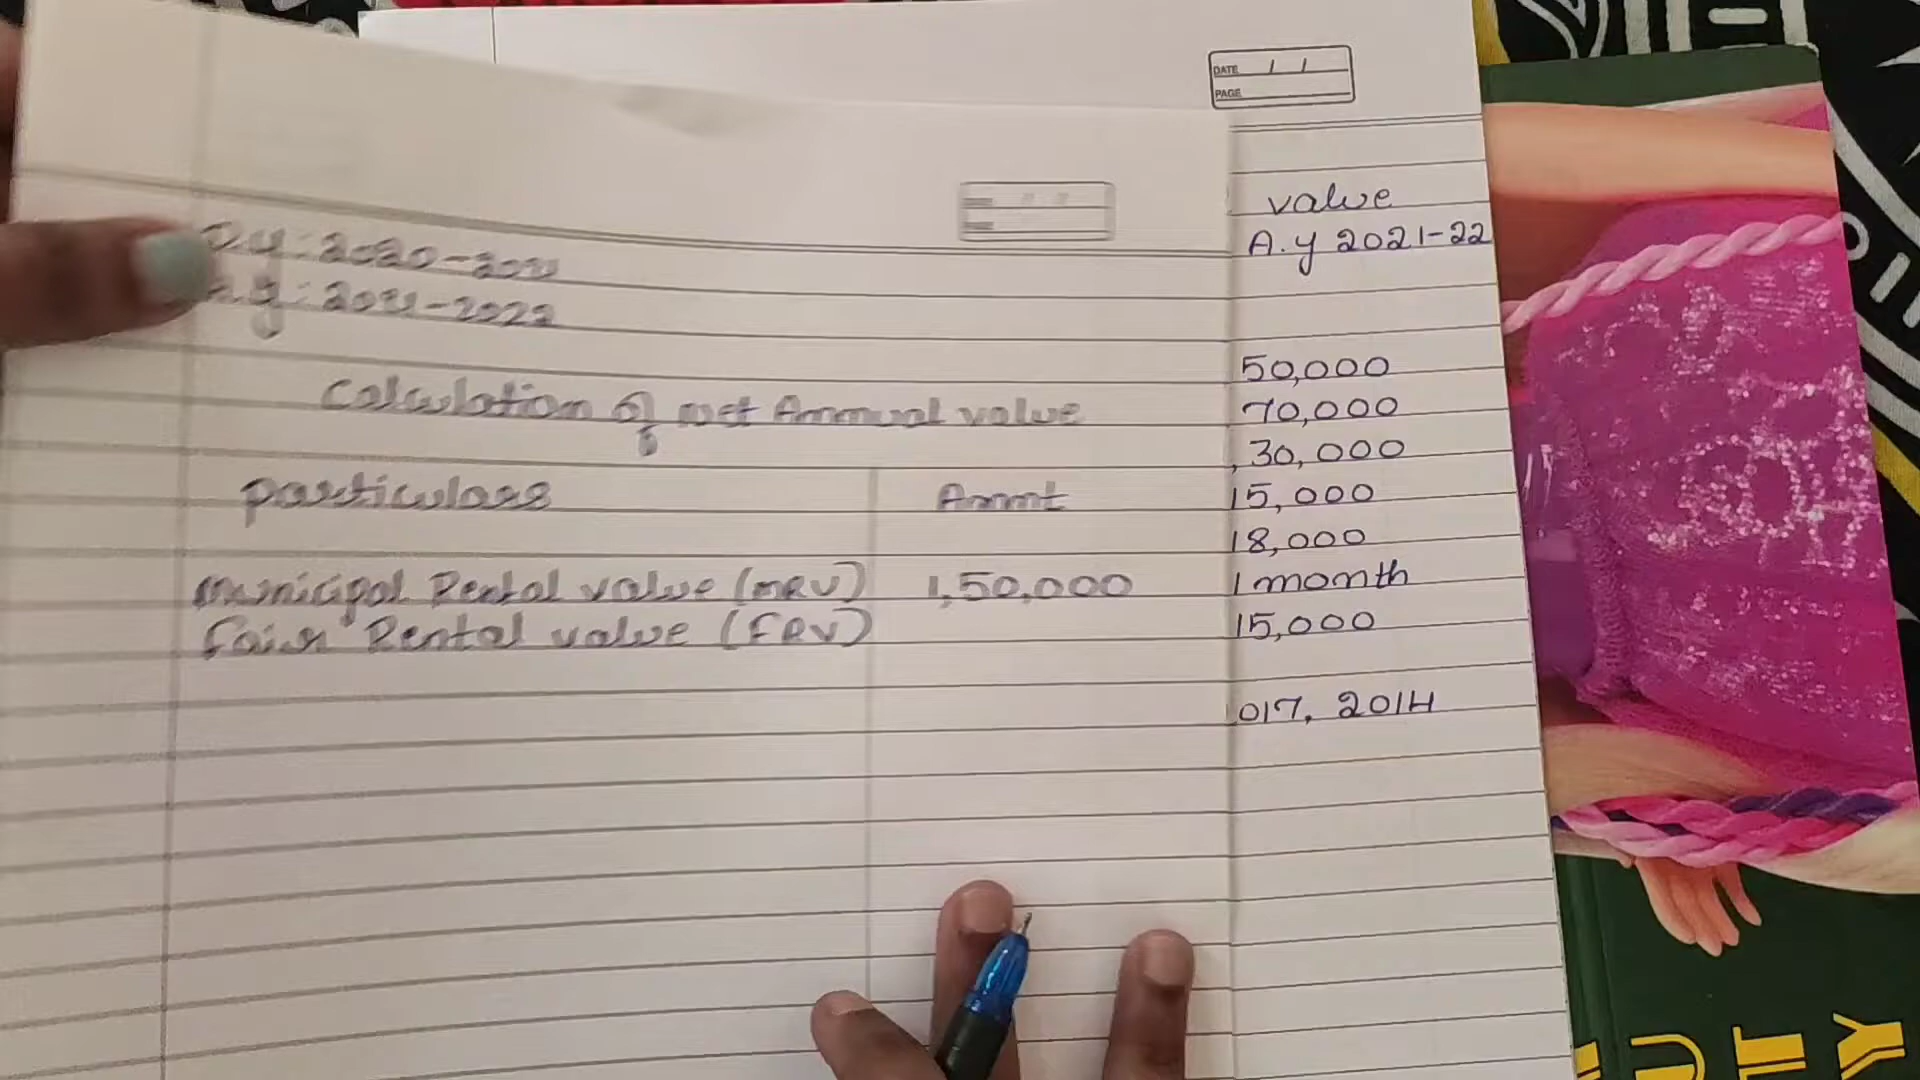 DATE / /
PAGE
value
A.y 2021-22
P.y: 2020-2021
A.y: 2021-2022
50,000
Calculation of net Annual value
70,000
,30,000
particulars Amnt
15,000
18,000
municipal Rental value (MRV) 1,50,000
1 month
fair Rental value (FRV)
15,000
017, 2014
U
T
Y